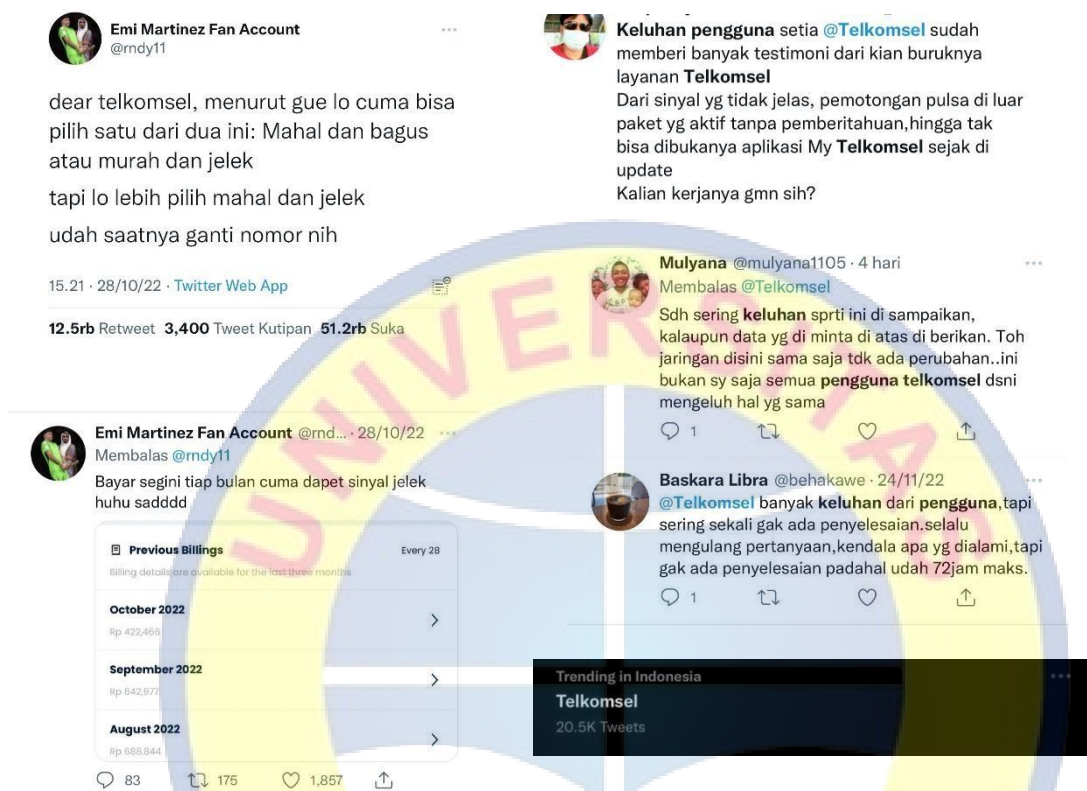 Emi Martinez Fan Account
@rndy11
dear telkomsel, menurut gue lo cuma bisa
pilih satu dari dua ini: Mahal dan bagus
atau murah dan jelek
tapi lo lebih pilih mahal dan jelek
udah saatnya ganti nomor nih
15.21 · 28/10/22 · Twitter Web App
12.5rb Retweet 3,400 Tweet Kutipan 51.2rb Suka
Emi Martinez Fan Account @rnd... · 28/10/22
Membalas @rndy11
Bayar segini tiap bulan cuma dapet sinyal jelek
huhu sadddd
Previous Billings
Every 28
Billing details are available for the last three months
October 2022
Rp 422,466
September 2022
Rp 642,977
August 2022
Rp 688,844
83 175 1,857
Keluhan pengguna setia @Telkomsel sudah
memberi banyak testimoni dari kian buruknya
layanan Telkomsel
Dari sinyal yg tidak jelas, pemotongan pulsa di luar
paket yg aktif tanpa pemberitahuan,hingga tak
bisa dibukanya aplikasi My Telkomsel sejak di
update
Kalian kerjanya gmn sih?
Mulyana @mulyana1105 · 4 hari
Membalas @Telkomsel
Sdh sering keluhan sprti ini di sampaikan,
kalaupun data yg di minta di atas di berikan. Toh
jaringan disini sama saja tdk ada perubahan..ini
bukan sy saja semua pengguna telkomsel dsni
mengeluh hal yg sama
1
Baskara Libra @behakawe · 24/11/22
@Telkomsel banyak keluhan dari pengguna,tapi
sering sekali gak ada penyelesaian.selalu
mengulang pertanyaan,kendala apa yg dialami,tapi
gak ada penyelesaian padahal udah 72jam maks.
1
Trending in Indonesia
Telkomsel
20.5K Tweets
UNIVERSITAS